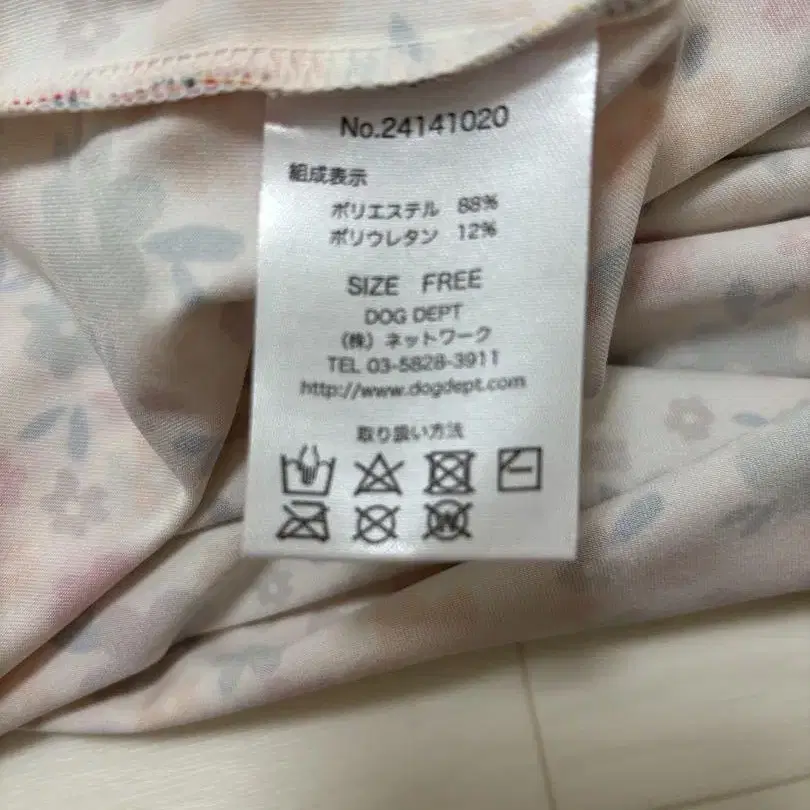 No.24141020
組成表示
ポリエステル 88%
ポリウレタン 12%
SIZE FREE
DOG DEPT
(株) ネットワーク
TEL 03-5828-3911
http://www.dogdept.com
取り扱い方法